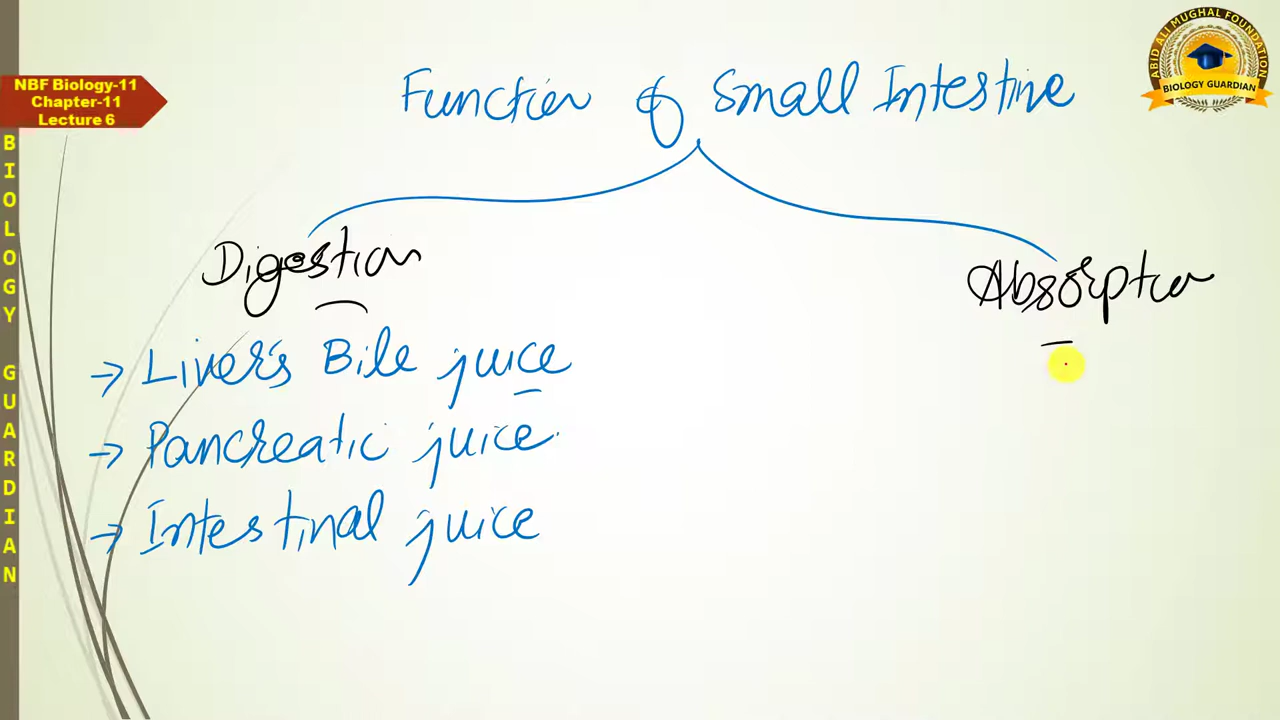 NBF Biology-11
Chapter-11
Lecture 6
BIOLOGY GUARDIAN
ABID ALI MUGHAL FOUNDATION
BIOLOGY GUARDIAN
Function of Small Intestine
Digestion
Absorption
→ Liver's Bile juice
→ Pancreatic juice
→ Intestinal juice